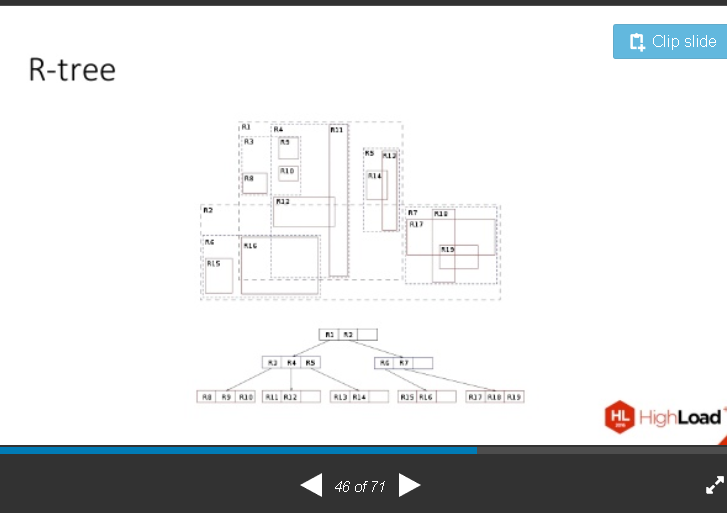 Clip slide
R-tree
R1
R4
R11
R3
R9
R5
R13
R10
R14
R8
R12
R2
R7
R18
R17
R6
R16
R19
R15
R1 R2
R3 R4 R5
R6 R7
R8 R9 R10
R11 R12
R13 R14
R15 R16
R17 R18 R19
HL
HighLoad
46 of 71